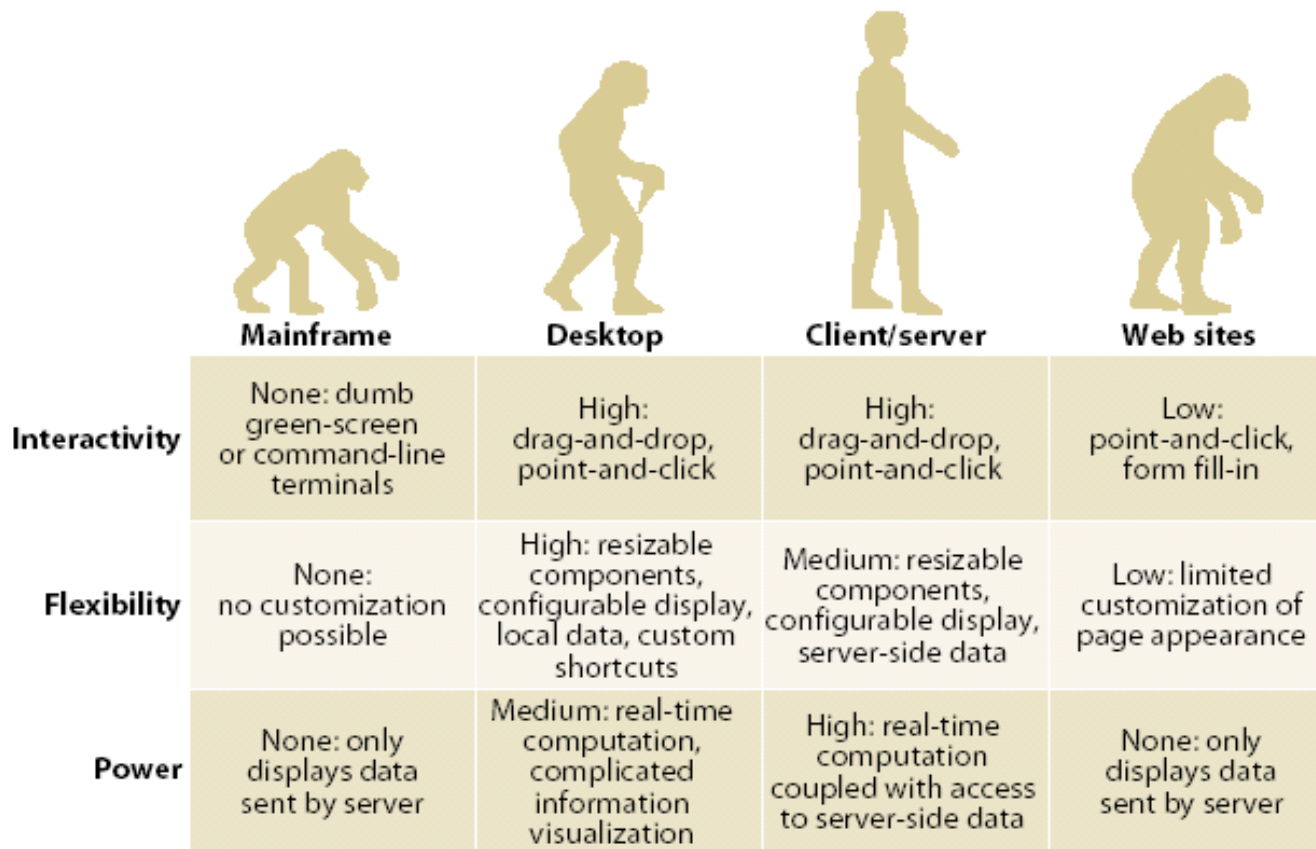 Mainframe
Desktop
Client/server
Web sites
Interactivity
None: dumb
green-screen
or command-line
terminals
High:
drag-and-drop,
point-and-click
High:
drag-and-drop,
point-and-click
Low:
point-and-click,
form fill-in
Flexibility
None:
no customization
possible
High: resizable
components,
configurable display,
local data, custom
shortcuts
Medium: resizable
components,
configurable display,
server-side data
Low: limited
customization of
page appearance
Power
None: only
displays data
sent by server
Medium: real-time
computation,
complicated
information
visualization
High: real-time
computation
coupled with access
to server-side data
None: only
displays data
sent by server